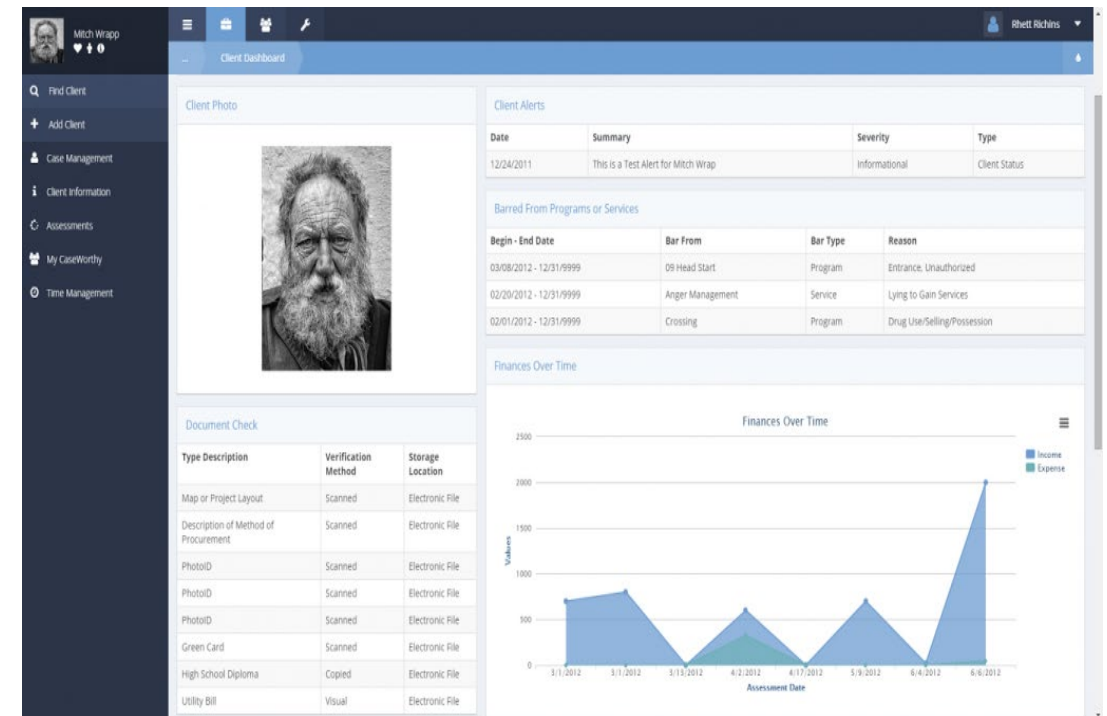 Mitch Wrapp
Rhett Richins
... Client Dashboard
Find Client
Add Client
Case Management
Client Information
Assessments
My CaseWorthy
Time Management
Client Photo
Document Check
Type Description Verification Method Storage Location
Map or Project Layout Scanned Electronic File
Description of Method of Procurement Scanned Electronic File
PhotoID Scanned Electronic File
PhotoID Scanned Electronic File
PhotoID Scanned Electronic File
Green Card Scanned Electronic File
High School Diploma Copied Electronic File
Utility Bill Visual Electronic File
Client Alerts
Date Summary Severity Type
12/24/2011 This is a Test Alert for Mitch Wrap Informational Client Status
Barred From Programs or Services
Begin - End Date Bar From Bar Type Reason
03/08/2012 - 12/31/9999 09 Head Start Program Entrance, Unauthorized
02/20/2012 - 12/31/9999 Anger Management Service Lying to Gain Services
02/01/2012 - 12/31/9999 Crossing Program Drug Use/Selling/Possession
Finances Over Time
Finances Over Time
Income
Expense
2500
2000
1500
1000
500
0
Values
3/1/2012 3/1/2012 3/15/2012 4/2/2012 4/17/2012 5/9/2012 6/4/2012 6/6/2012
Assessment Date